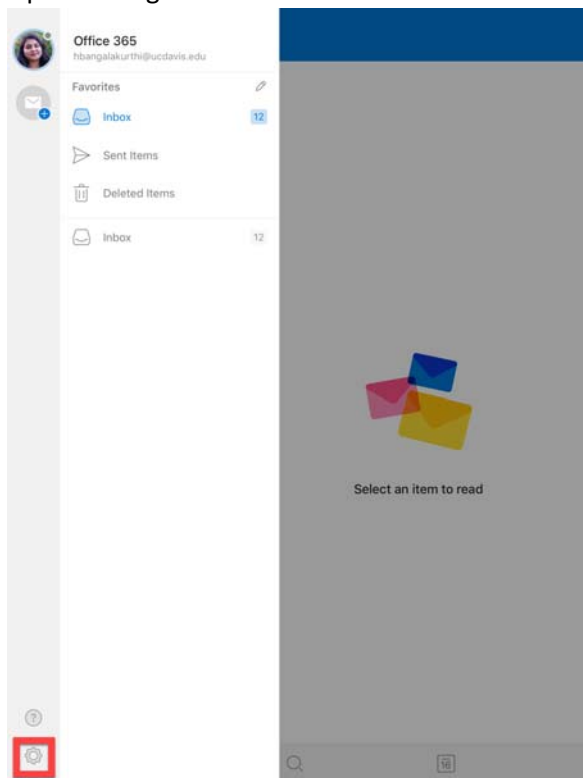 Office 365
hbangalakurthi@ucdavis.edu
Favorites
Inbox 12
Sent Items
Deleted Items
Inbox 12
Select an item to read
?
16